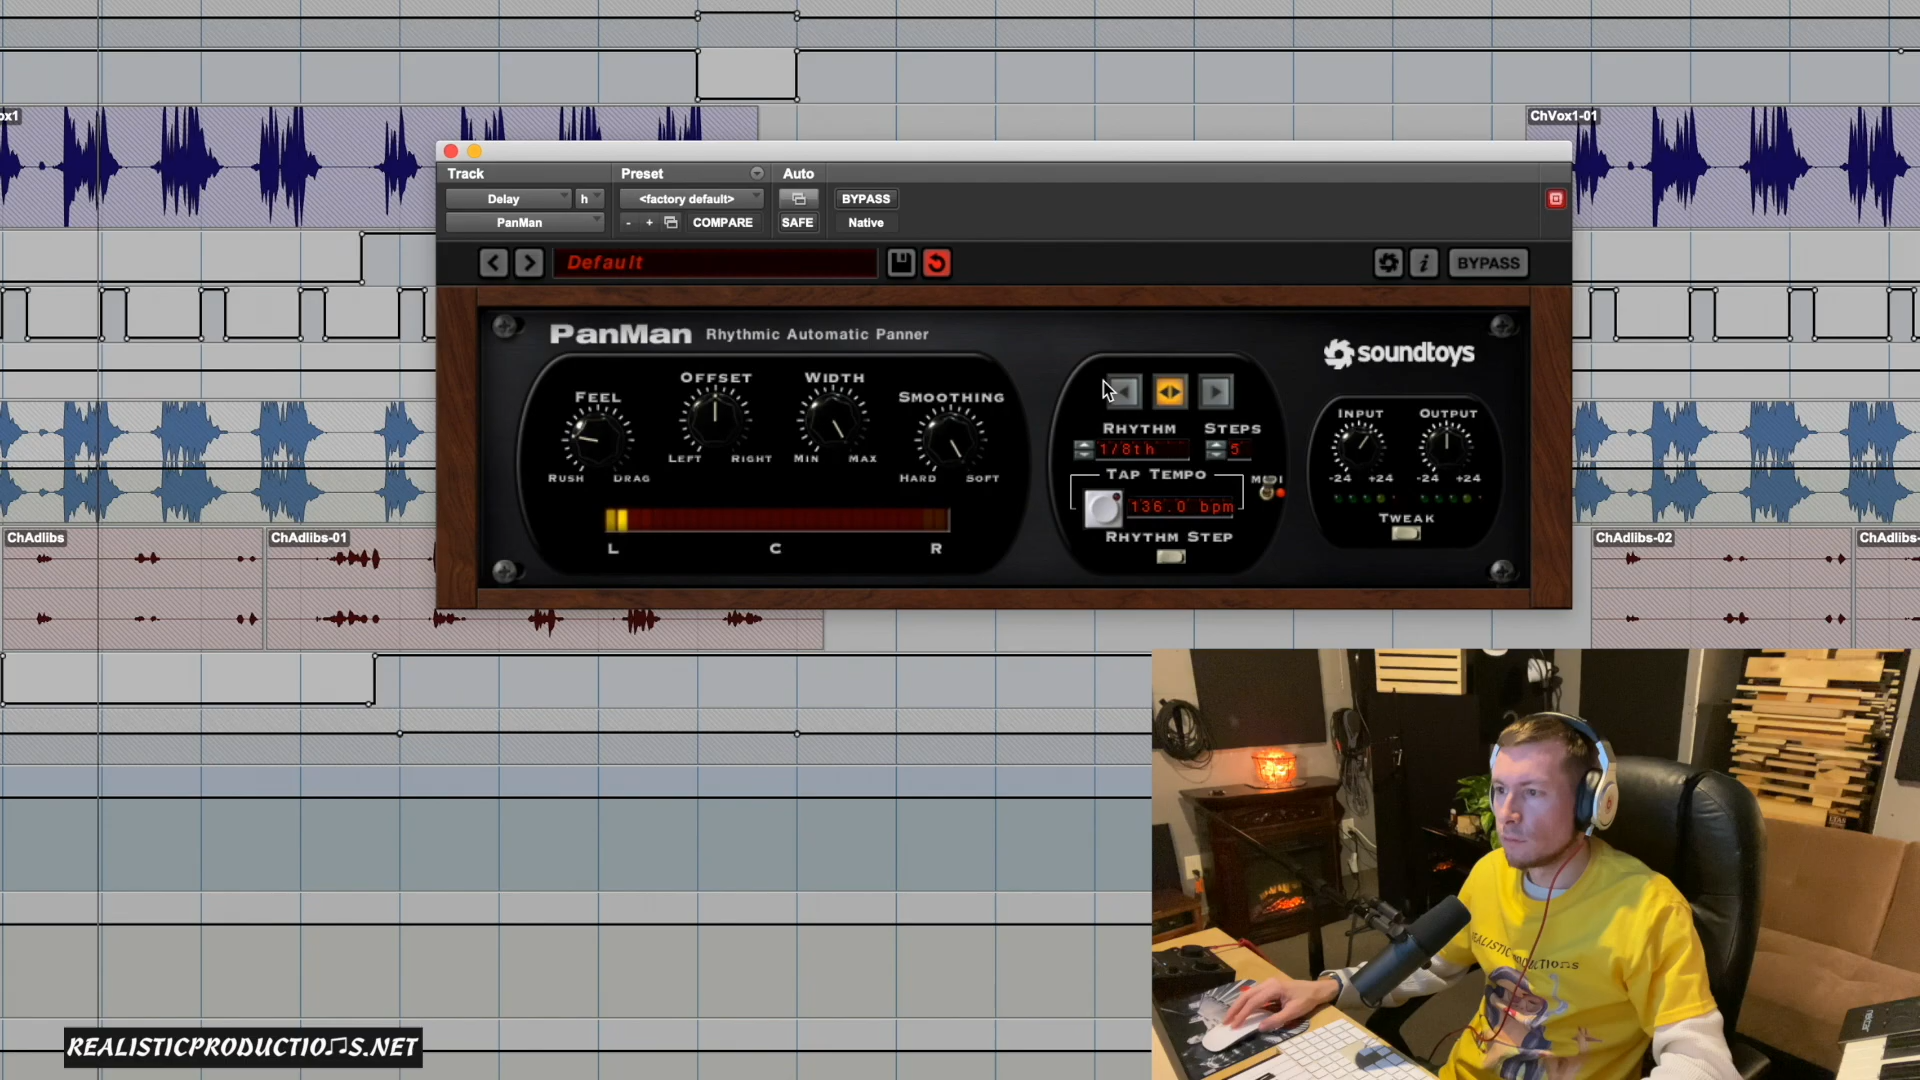 ox1
ChVox1-01
Track
Preset
Auto
Delay
h
<factory default>
BYPASS
PanMan
- +
COMPARE
SAFE
Native
Default
i
BYPASS
PanMan Rhythmic Automatic Panner
soundtoys
FEEL
OFFSET
WIDTH
SMOOTHING
RUSH DRAG
LEFT RIGHT
MIN MAX
HARD SOFT
L C R
RHYTHM
STEPS
1/8th
5
TAP TEMPO
MIDI
136.0 bpm
RHYTHM STEP
INPUT
OUTPUT
-24 +24
-24 +24
TWEAK
ChAdlibs
ChAdlibs-01
ChAdlibs-02
ChAdlibs-
REALISTIC PRODUCTIONS
REALISTICPRODUCTIONS.NET